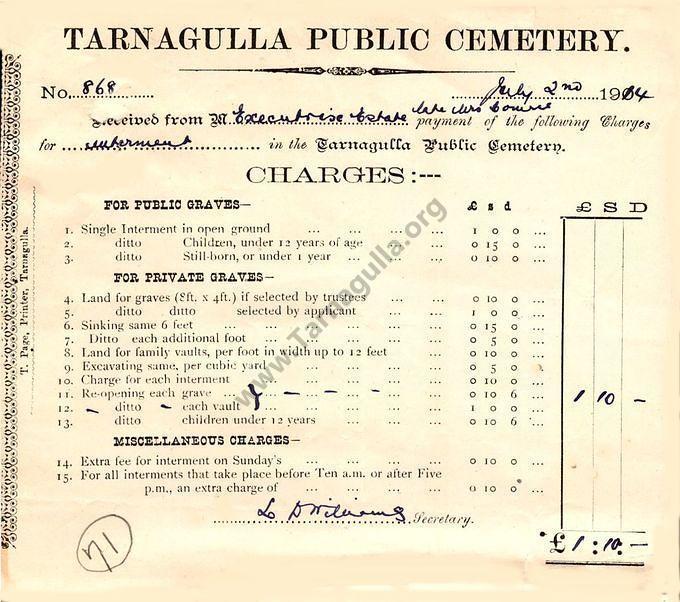 TARNAGULLA PUBLIC CEMETERY.
No. 868 July 2nd 1904
Received from M Executrix Estate late Mrs payment of the following Charges
for interment in the Tarnagulla Public Cemetery.
CHARGES:---
FOR PUBLIC GRAVES— £ s d £ S D
1. Single Interment in open ground ... ... ... ... 1 0 0 ...
2. ditto Children, under 12 years of age ... ... 0 15 0 ...
3. ditto Still-born, or under 1 year ... ... 0 10 0 ...
FOR PRIVATE GRAVES—
4. Land for graves (8ft. x 4ft.) if selected by trustees ... ... 0 10 0 ...
5. ditto ditto selected by applicant ... ... 1 0 0 ...
6. Sinking same 6 feet ... ... ... ... ... 0 15 0 ...
7. Ditto each additional foot ... ... ... ... 0 5 0 ...
8. Land for family vaults, per foot in width up to 12 feet ... 0 10 0 ...
9. Excavating same, per cubic yard ... ... ... ... 0 5 0 ...
10. Charge for each interment ... ... ... ... 0 10 0 ...
11. Re-opening each grave 0 10 6 ... 1 10 —
12. — ditto — each vault ... ... ... ... 1 0 0 ...
13. ditto children under 12 years ... ... ... 0 10 6 ...
MISCELLANEOUS CHARGES—
14. Extra fee for interment on Sunday's ... ... ... 0 10 0 ...
15. For all interments that take place before Ten a.m. or after Five
p.m., an extra charge of ... ... ... ... 0 10 0 ...
Williams Secretary.
£ 1:10.—
71
T. Page, Printer, Tarnagulla.
www.Tarnagulla.org